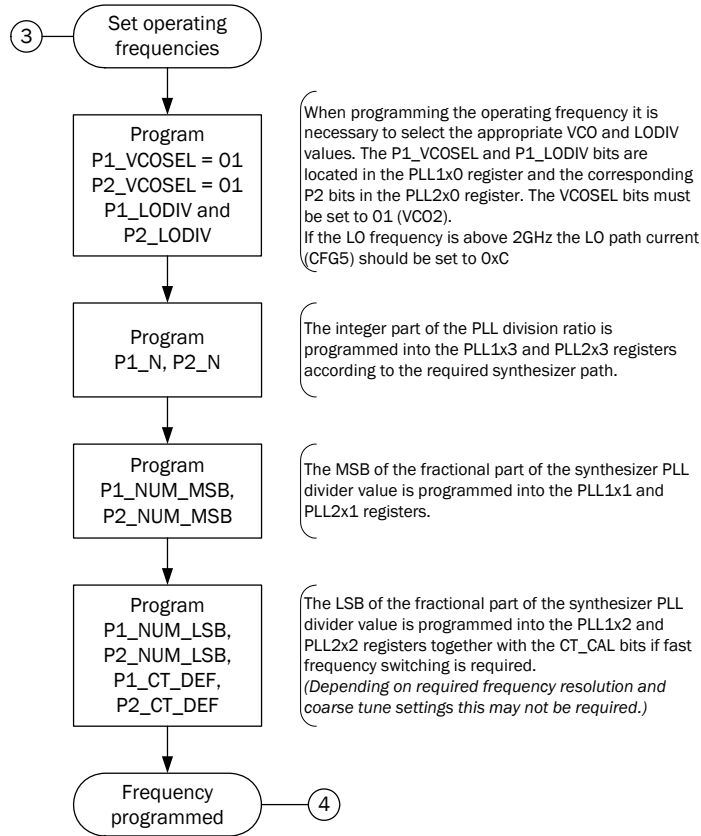 3
Set operating
frequencies
Program
P1_VCOSEL = 01
P2_VCOSEL = 01
P1_LODIV and
P2_LODIV
When programming the operating frequency it is
necessary to select the appropriate VCO and LODIV
values. The P1_VCOSEL and P1_LODIV bits are
located in the PLL1x0 register and the corresponding
P2 bits in the PLL2x0 register. The VCOSEL bits must
be set to 01 (VCO2).
If the LO frequency is above 2GHz the LO path current
(CFG5) should be set to 0xC
Program
P1_N, P2_N
The integer part of the PLL division ratio is
programmed into the PLL1x3 and PLL2x3 registers
according to the required synthesizer path.
Program
P1_NUM_MSB,
P2_NUM_MSB
The MSB of the fractional part of the synthesizer PLL
divider value is programmed into the PLL1x1 and
PLL2x1 registers.
Program
P1_NUM_LSB,
P2_NUM_LSB,
P1_CT_DEF,
P2_CT_DEF
The LSB of the fractional part of the synthesizer PLL
divider value is programmed into the PLL1x2 and
PLL2x2 registers together with the CT_CAL bits if fast
frequency switching is required.
(Depending on required frequency resolution and
coarse tune settings this may not be required.)
Frequency
programmed
4